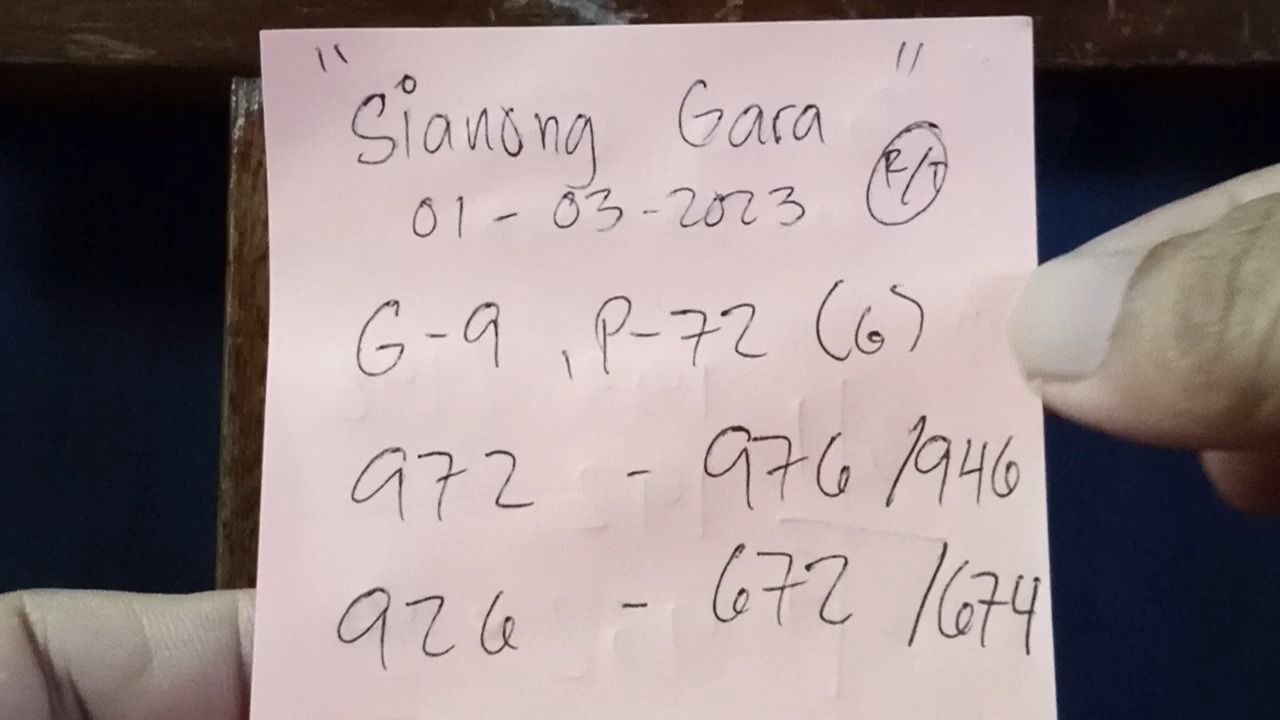 " Sianong Gara "
01-03-2023 R/T
G-9, P-72 (6)
972 - 976/946
926 - 672/674